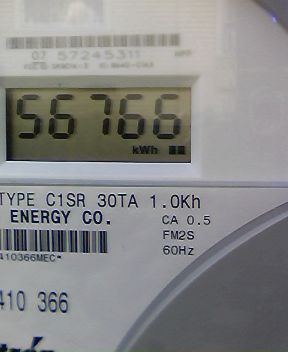 07 57245311
56766
kWh
TYPE C1SR 30TA 1.0Kh
ENERGY CO.
CA 0.5
FM2S
60Hz
410366MEC*
410 366